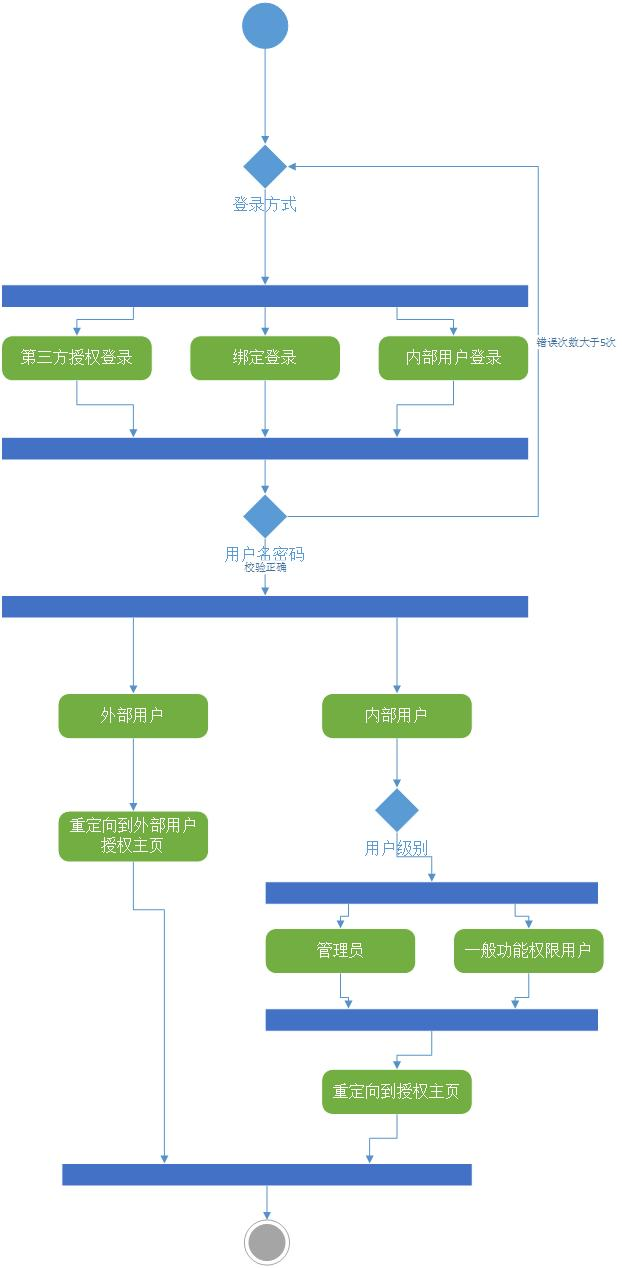 登录方式
第三方授权登录
绑定登录
内部用户登录
错误次数大于5次
用户名密码
校验正确
外部用户
内部用户
重定向到外部用户
授权主页
用户级别
管理员
一般功能权限用户
重定向到授权主页